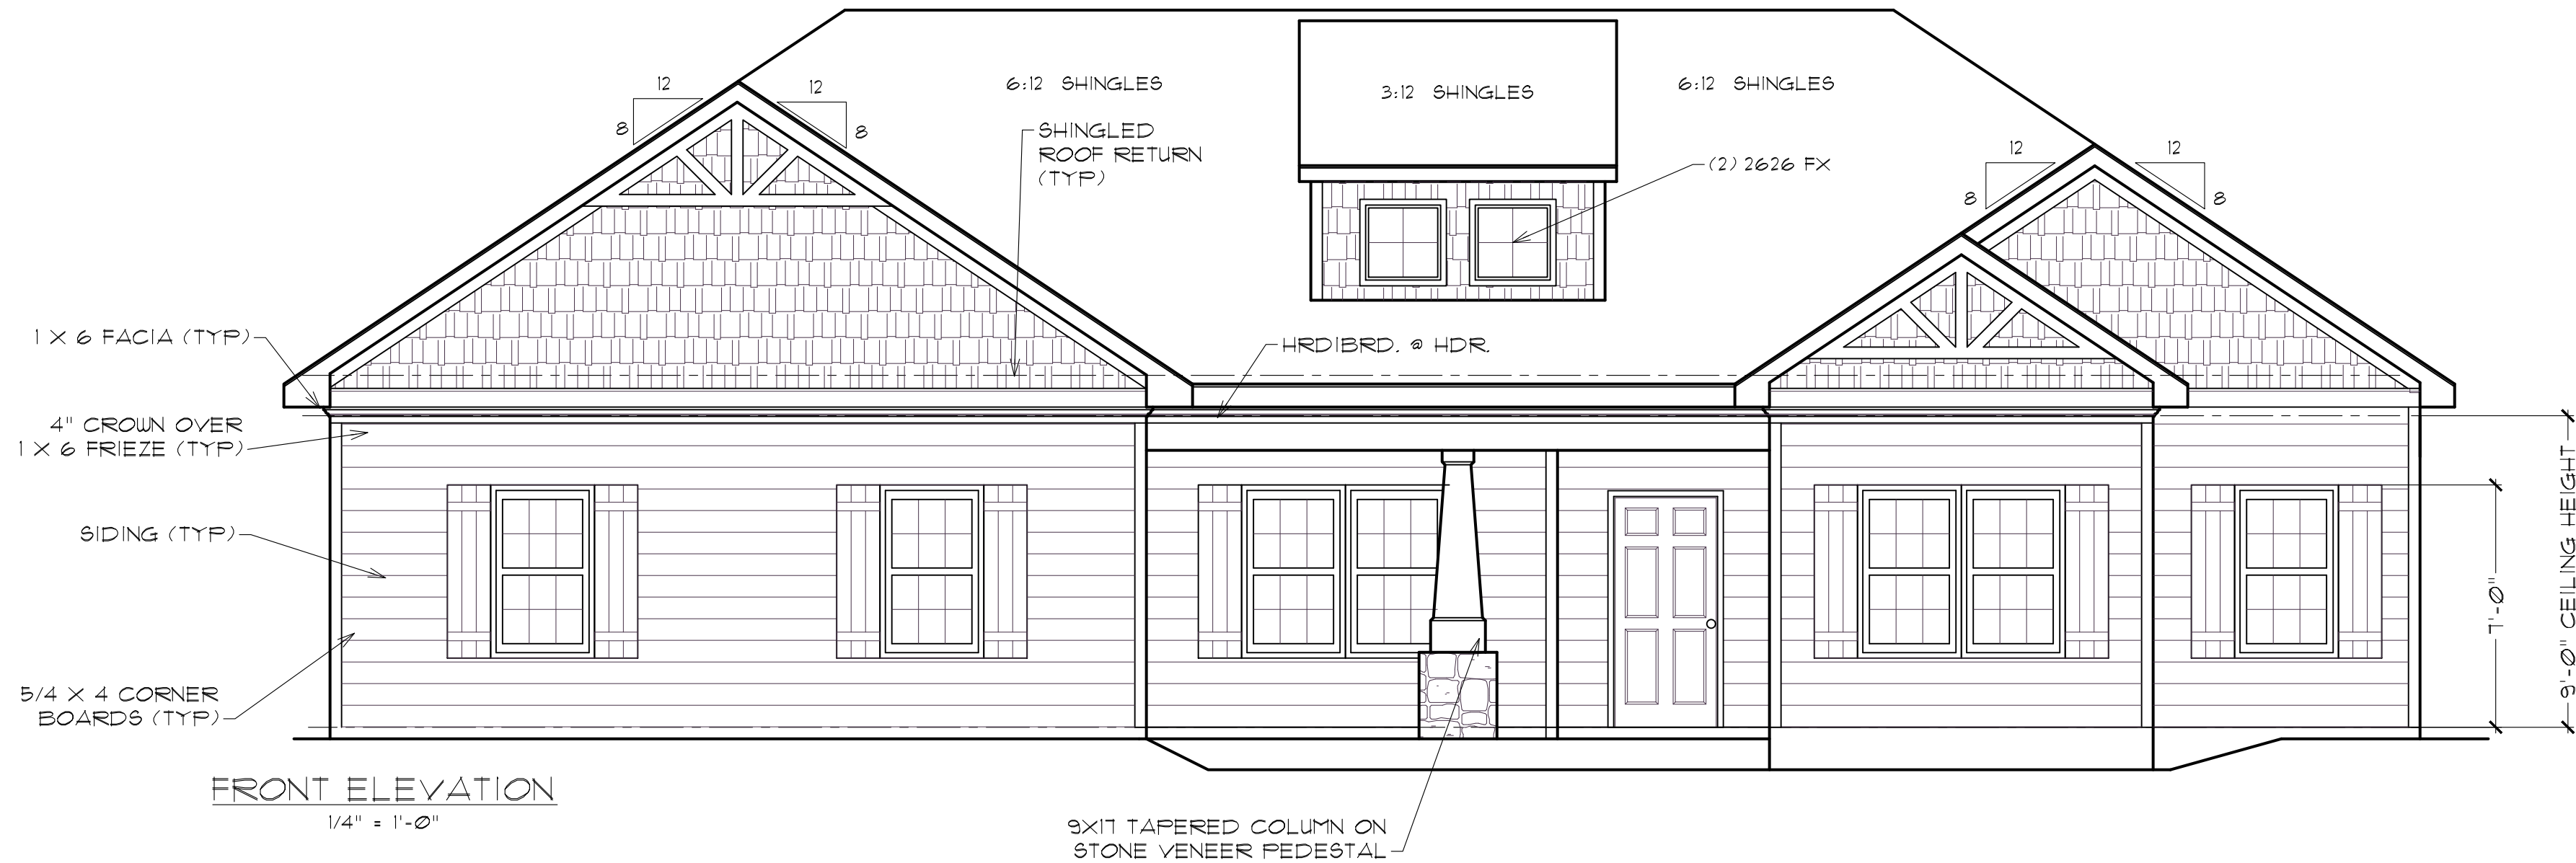 12
8
12
8
6:12 SHINGLES
3:12 SHINGLES
6:12 SHINGLES
SHINGLED
ROOF RETURN
(TYP)
(2) 2626 FX
12
8
12
8
1 X 6 FACIA (TYP)
HRDIBRD. @ HDR.
4" CROWN OVER
1 X 6 FRIEZE (TYP)
SIDING (TYP)
5/4 X 4 CORNER
BOARDS (TYP)
7'-0"
9'-0" CEILING HEIGHT
FRONT ELEVATION
1/4" = 1'-0"
9X17 TAPERED COLUMN ON
STONE VENEER PEDESTAL